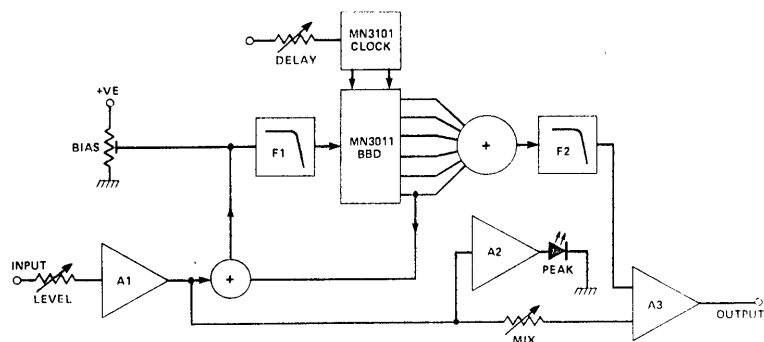 MN3101
CLOCK
DELAY
+VE
BIAS
F1
MN3011
BBD
+
F2
INPUT
LEVEL
A1
+
A2
PEAK
A3
OUTPUT
MIX